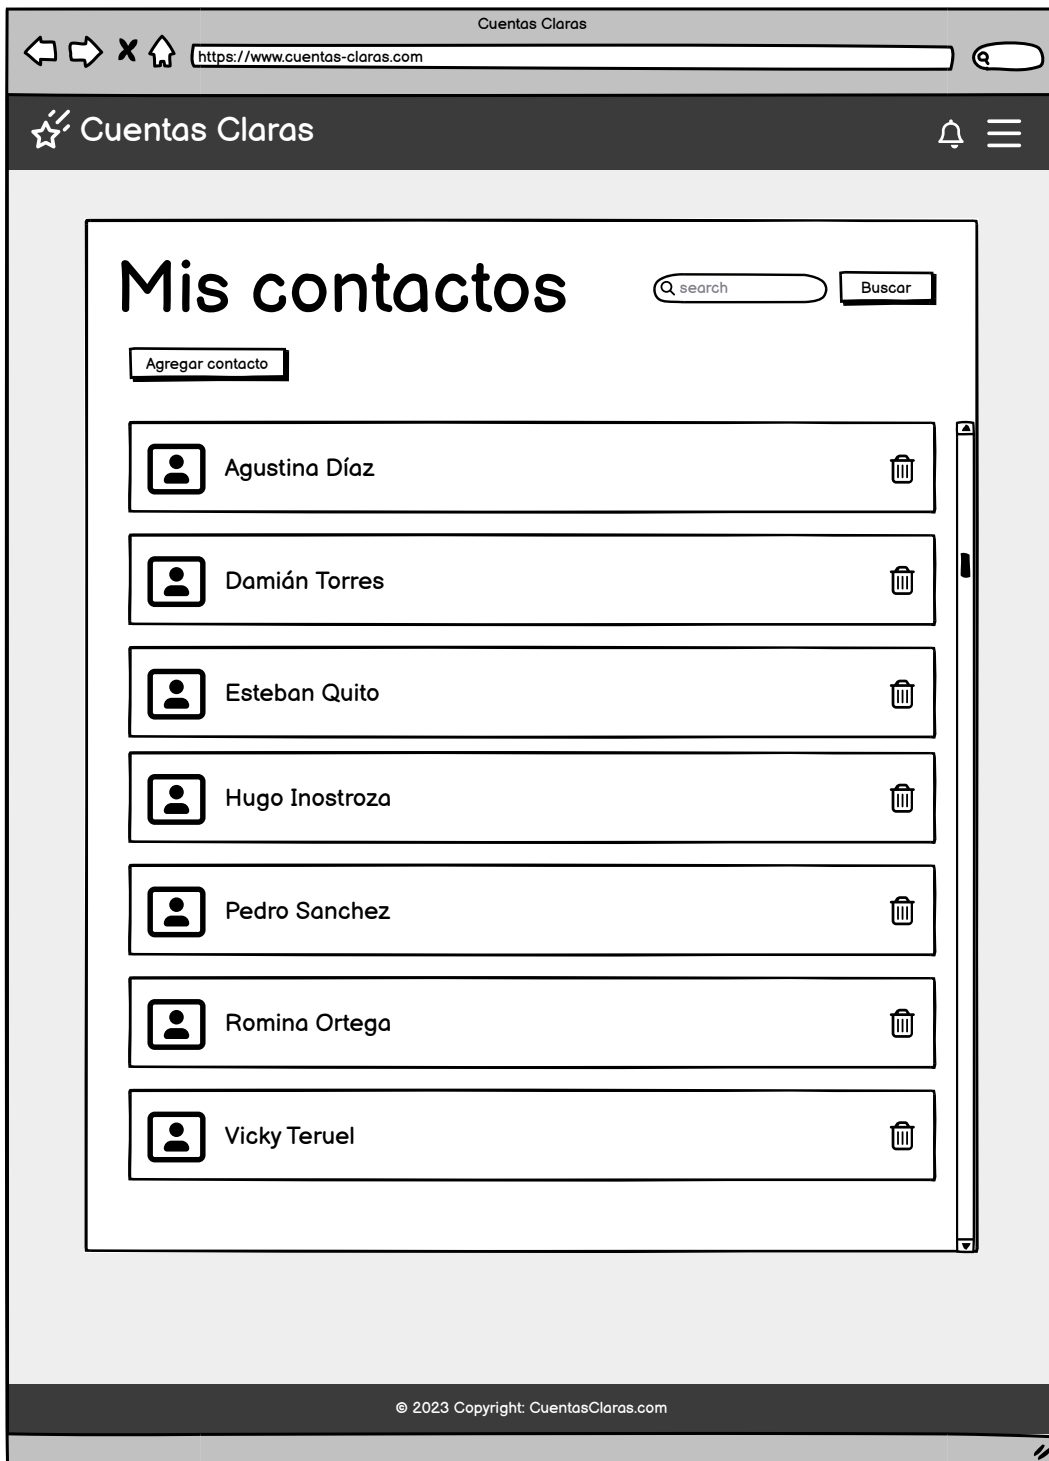 Cuentas Claras
https://www.cuentas-claras.com
Cuentas Claras
Mis contactos
search
Buscar
Agregar contacto
Agustina Díaz
Damián Torres
Esteban Quito
Hugo Inostroza
Pedro Sanchez
Romina Ortega
Vicky Teruel
© 2023 Copyright: CuentasClaras.com